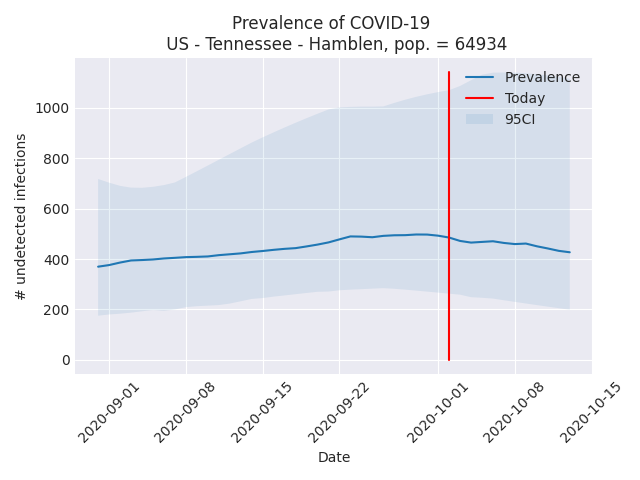 Prevalence of COVID-19
US - Tennessee - Hamblen, pop. = 64934
Prevalence
Today
95CI
# undetected infections
1000
800
600
400
200
0
2020-09-01
2020-09-08
2020-09-15
2020-09-22
2020-10-01
2020-10-08
2020-10-15
Date